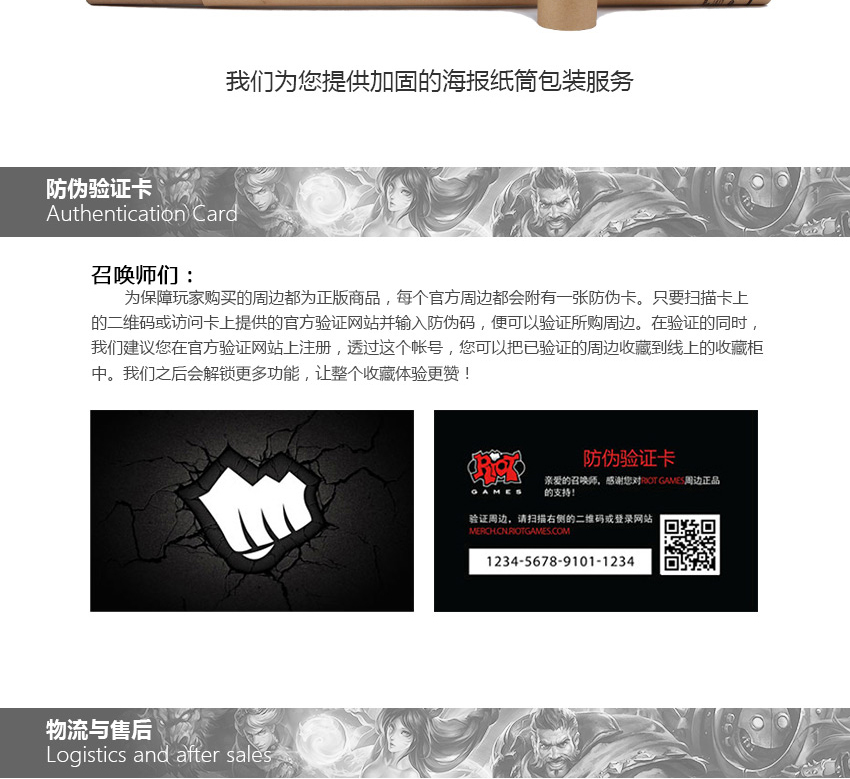 我们为您提供加固的海报纸筒包装服务
防伪验证卡
Authentication Card
召唤师们：
为保障玩家购买的周边都为正版商品，每个官方周边都会附有一张防伪卡。只要扫描卡上
的二维码或访问卡上提供的官方验证网站并输入防伪码，便可以验证所购周边。在验证的同时，
我们建议您在官方验证网站上注册，透过这个帐号，您可以把已验证的周边收藏到线上的收藏柜
中。我们之后会解锁更多功能，让整个收藏体验更赞！
RIOT
GAMES
防伪验证卡
亲爱的召唤师，感谢您对RIOT GAMES周边正品
的支持！
验证周边，请扫描右侧的二维码或登录网站
MERCH.CN.RIOTGAMES.COM
1234-5678-9101-1234
物流与售后
Logistics and after sales